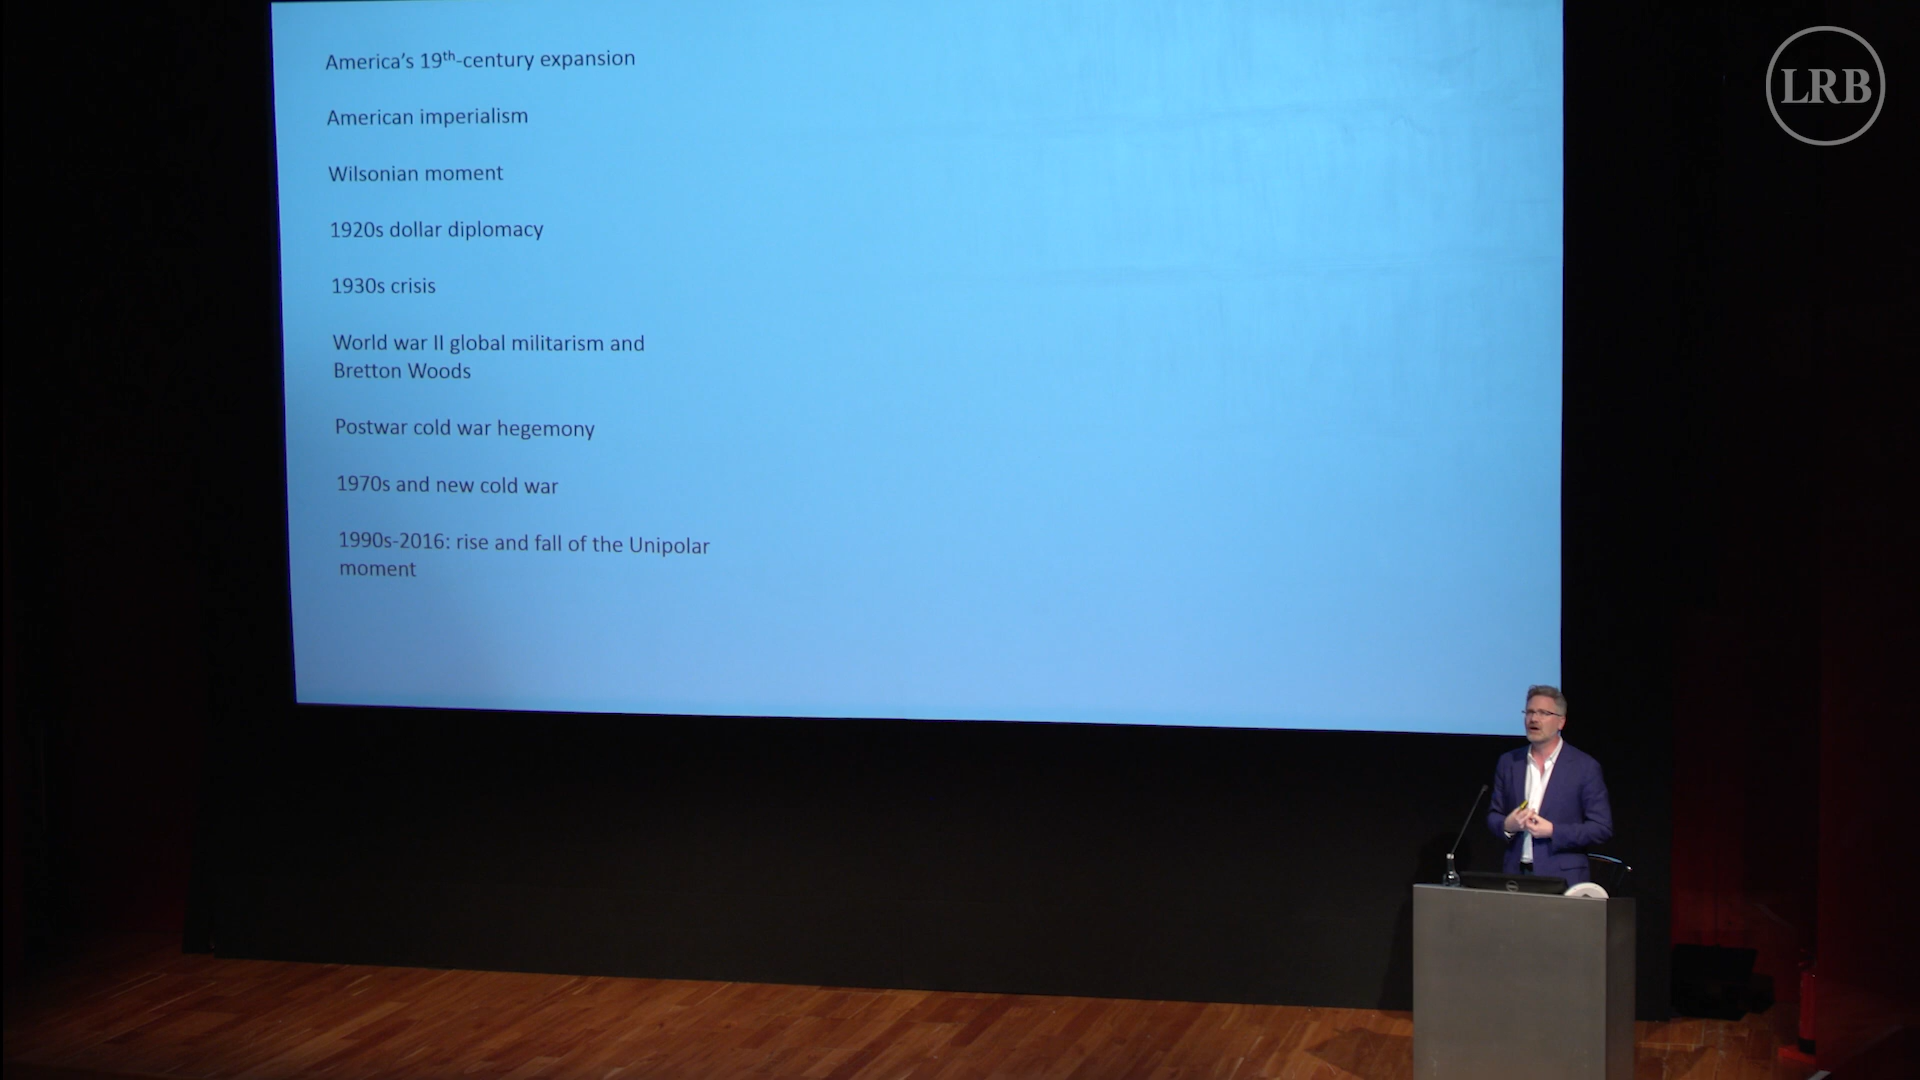 America's 19th-century expansion
American imperialism
Wilsonian moment
1920s dollar diplomacy
1930s crisis
World war II global militarism and
Bretton Woods
Postwar cold war hegemony
1970s and new cold war
1990s-2016: rise and fall of the Unipolar
moment
LRB